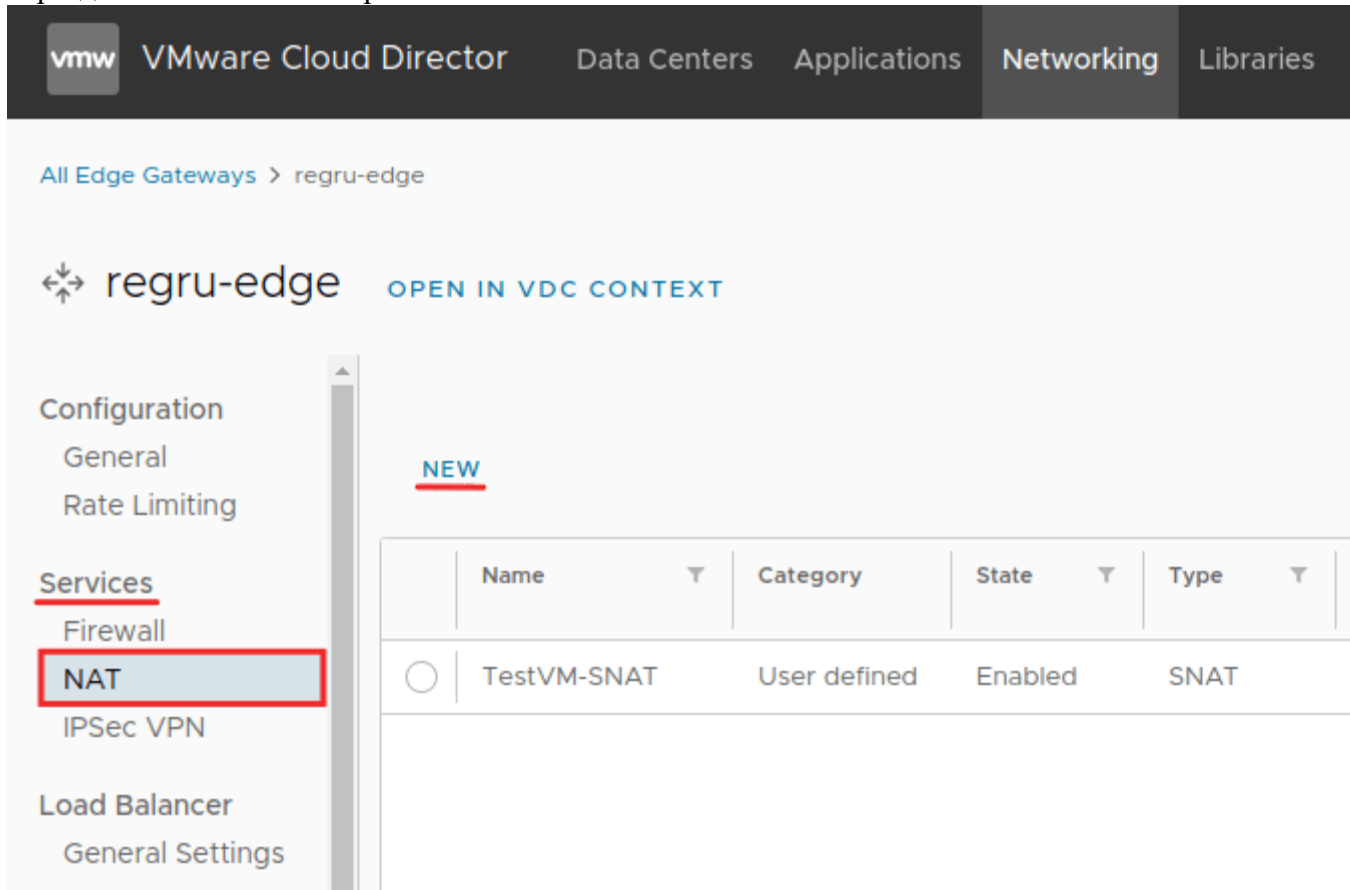 vmw VMware Cloud Director Data Centers Applications Networking Libraries
All Edge Gateways > regru-edge
regru-edge OPEN IN VDC CONTEXT
Configuration
General
Rate Limiting
Services
Firewall
NAT
IPSec VPN
Load Balancer
General Settings
NEW
Name Category State Type
TestVM-SNAT User defined Enabled SNAT